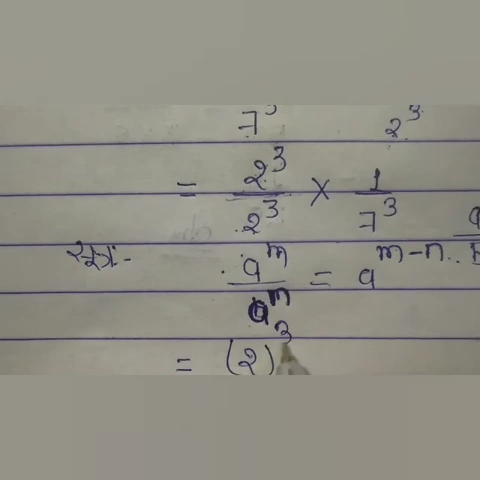 7³ 2³
= 2³/2³ × 1/7³
सूत्र:- aᵐ/aⁿ = aᵐ⁻ⁿ
= (2)³